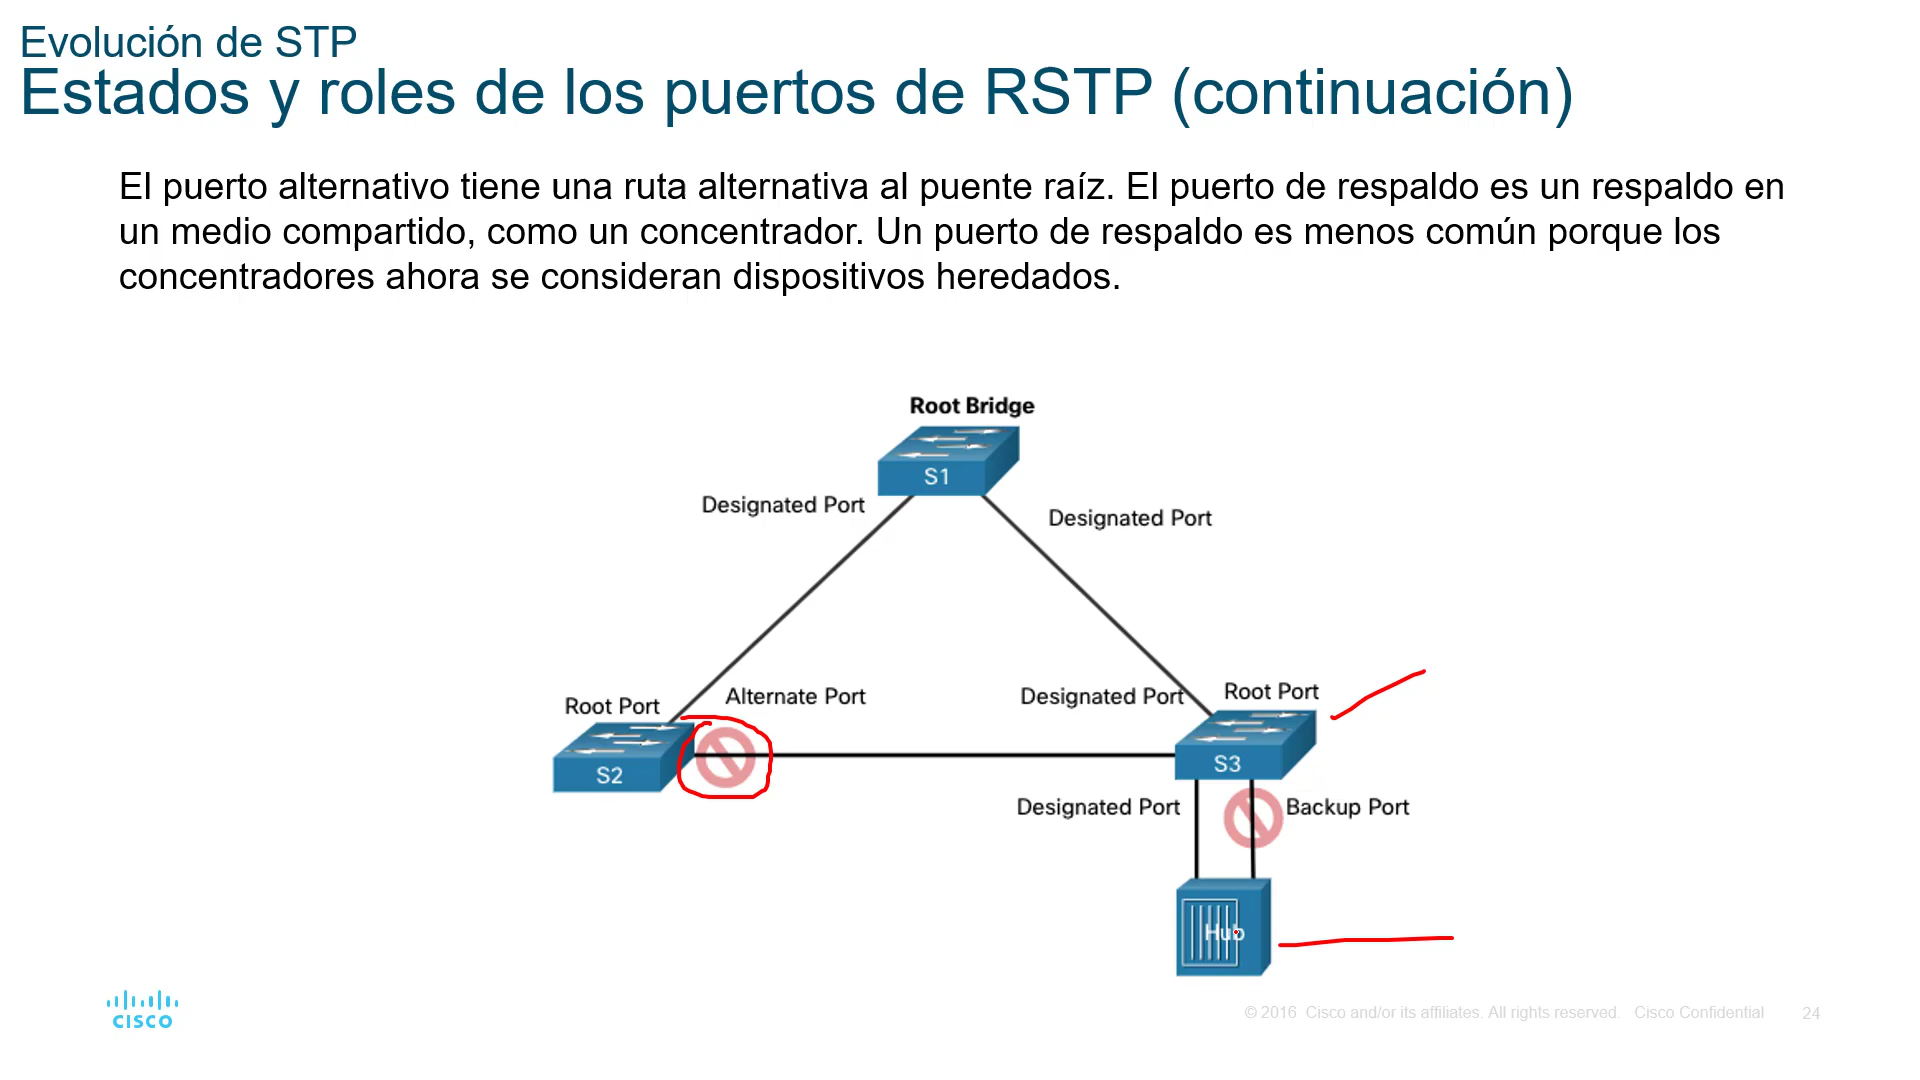 Evolución de STP
Estados y roles de los puertos de RSTP (continuación)
El puerto alternativo tiene una ruta alternativa al puente raíz. El puerto de respaldo es un respaldo en
un medio compartido, como un concentrador. Un puerto de respaldo es menos común porque los
concentradores ahora se consideran dispositivos heredados.
Root Bridge
S1
Designated Port
Designated Port
Root Port
Alternate Port
Designated Port
Root Port
S2
S3
Designated Port
Backup Port
Hub
CISCO
© 2016 Cisco and/or its affiliates. All rights reserved. Cisco Confidential
24